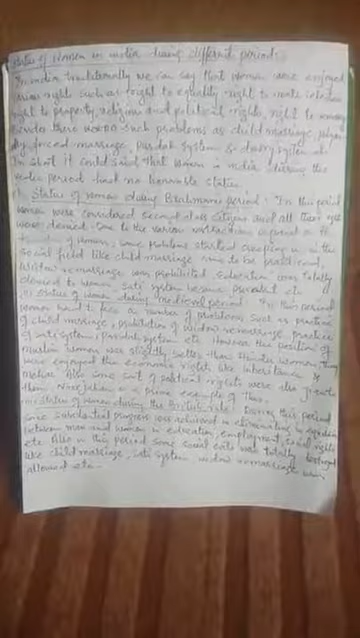 Status of women in india during different period:
In india traditionally we can say that women were enjoyed
various rights such as right to equality, right to
right to property, religious and political rights, right to
there were no such problems as child marriage,
forced marriage, pardah system & dowry system etc.
In short it could said that women in india during the
vedic period had no honorable status.
Status of women during Brahmanic period: In this period
women were considered second class citizens and all their rights
were denied. Due to the various restrictions imposed on the
of women, some problems started creeping in in the
social field like child marriage was to be practiced,
widow remarriage was prohibited, education was totally
denied to women, sati system became prevalent etc.
Status of women during medieval period: In this period
women had to face a number of problems such as practice
of child marriage, prohibition of widow remarriage, practice
of sati system, pardah system etc. However the position of
muslim women was slightly better than Hindu women, they
were enjoyed the economic rights like inheritance &
Also some sort of political rights were also
them. is a prime example of this.
Status of women during the British rule: During this period
some substantial progress was achieved in eliminating
between man and women in education, employment, social rights
etc. Also in this period some social evils was totally
like child marriage, sati system widow remarriage were
allowed etc.